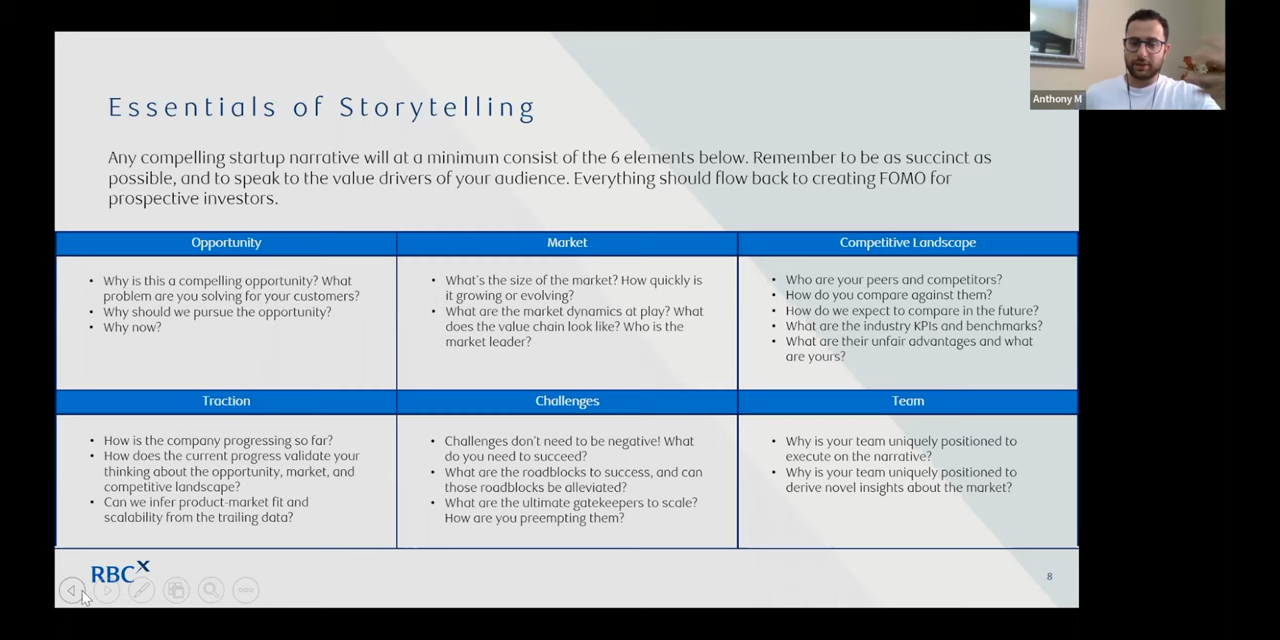 Anthony M
Essentials of Storytelling
Any compelling startup narrative will at a minimum consist of the 6 elements below. Remember to be as succinct as
possible, and to speak to the value drivers of your audience. Everything should flow back to creating FOMO for
prospective investors.
Opportunity
• Why is this a compelling opportunity? What
problem are you solving for your customers?
• Why should we pursue the opportunity?
• Why now?
Market
• What's the size of the market? How quickly is
it growing or evolving?
• What are the market dynamics at play? What
does the value chain look like? Who is the
market leader?
Competitive Landscape
• Who are your peers and competitors?
• How do you compare against them?
• How do we expect to compare in the future?
• What are the industry KPIs and benchmarks?
• What are their unfair advantages and what
are yours?
Traction
• How is the company progressing so far?
• How does the current progress validate your
thinking about the opportunity, market, and
competitive landscape?
• Can we infer product-market fit and
scalability from the trailing data?
Challenges
• Challenges don't need to be negative! What
do you need to succeed?
• What are the roadblocks to success, and can
those roadblocks be alleviated?
• What are the ultimate gatekeepers to scale?
How are you preempting them?
Team
• Why is your team uniquely positioned to
execute on the narrative?
• Why is your team uniquely positioned to
derive novel insights about the market?
RBCX
8